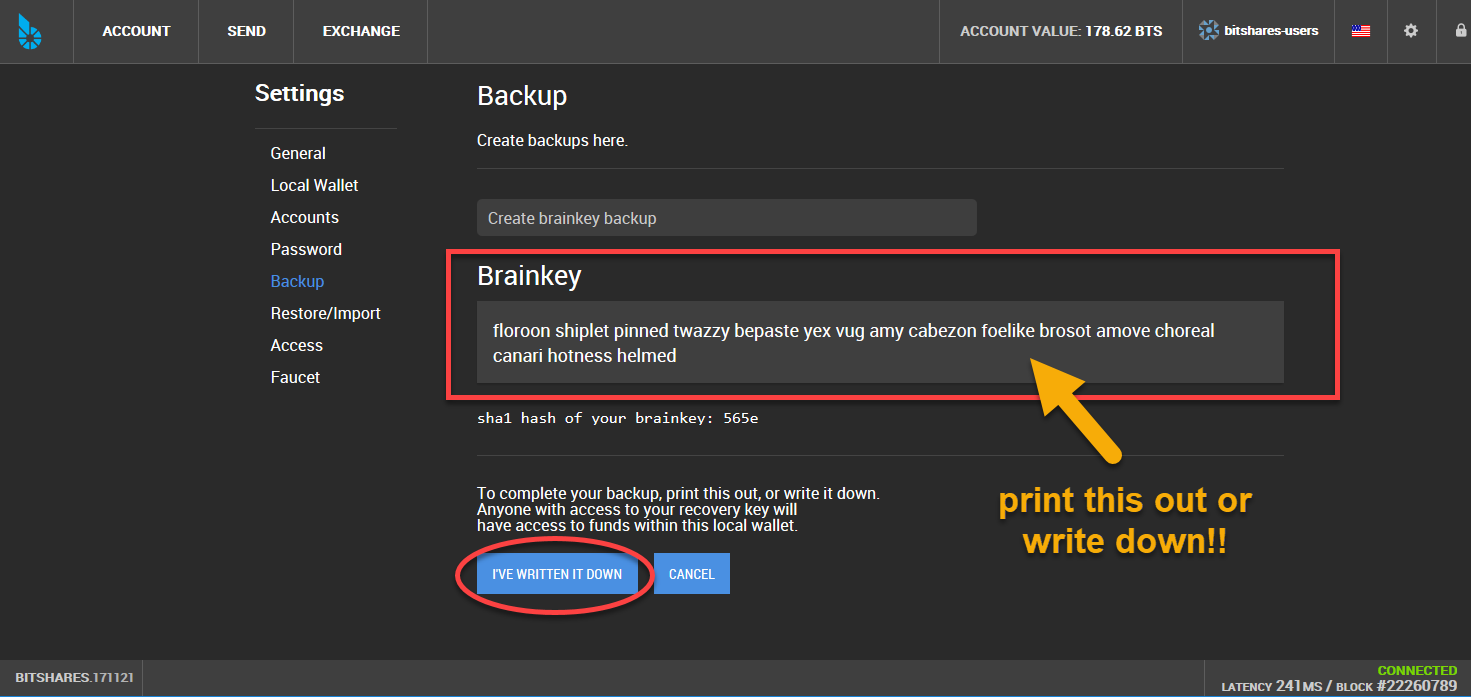 ACCOUNT SEND EXCHANGE ACCOUNT VALUE: 178.62 BTS bitshares-users
Settings
General
Local Wallet
Accounts
Password
Backup
Restore/Import
Access
Faucet
Backup
Create backups here.
Create brainkey backup
Brainkey
floroon shiplet pinned twazzy bepaste yex vug amy cabezon foelike brosot amove choreal
canari hotness helmed
sha1 hash of your brainkey: 565e
To complete your backup, print this out, or write it down.
Anyone with access to your recovery key will
have access to funds within this local wallet.
I'VE WRITTEN IT DOWN CANCEL
print this out or
write down!!
BITSHARES.171121
CONNECTED
LATENCY 241MS / BLOCK #22260789